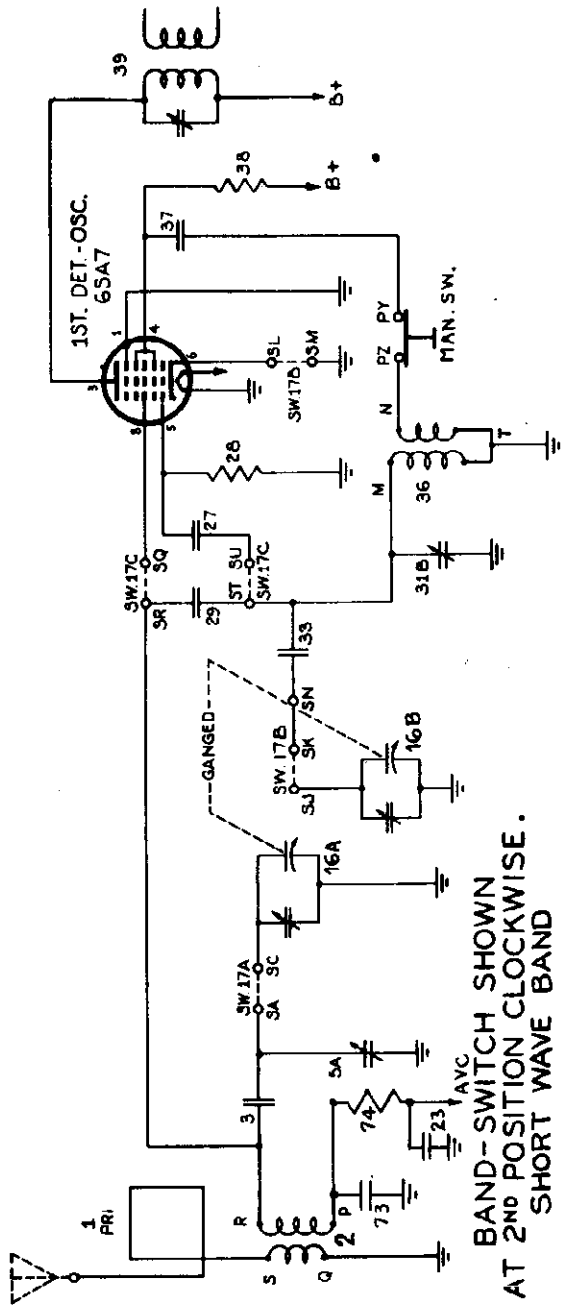 39
B+
38
B+
37
1ST. DET.-OSC.
6SA7
3
1
4
8
5
6
SL
SW.17B
SM
PY
PZ
MAN. SW.
N
M
36
T
28
27
SW.17C
SQ
SR
SU
ST
SW.17C
29
31B
33
SN
SK
SW. 17B
SJ
16B
GANGED
16A
SC
SW.17A
SA
5A
3
74
AVC
23
73
R
P
2
S
Q
1
PRI
BAND-SWITCH SHOWN
AT 2ND POSITION CLOCKWISE.
SHORT WAVE BAND